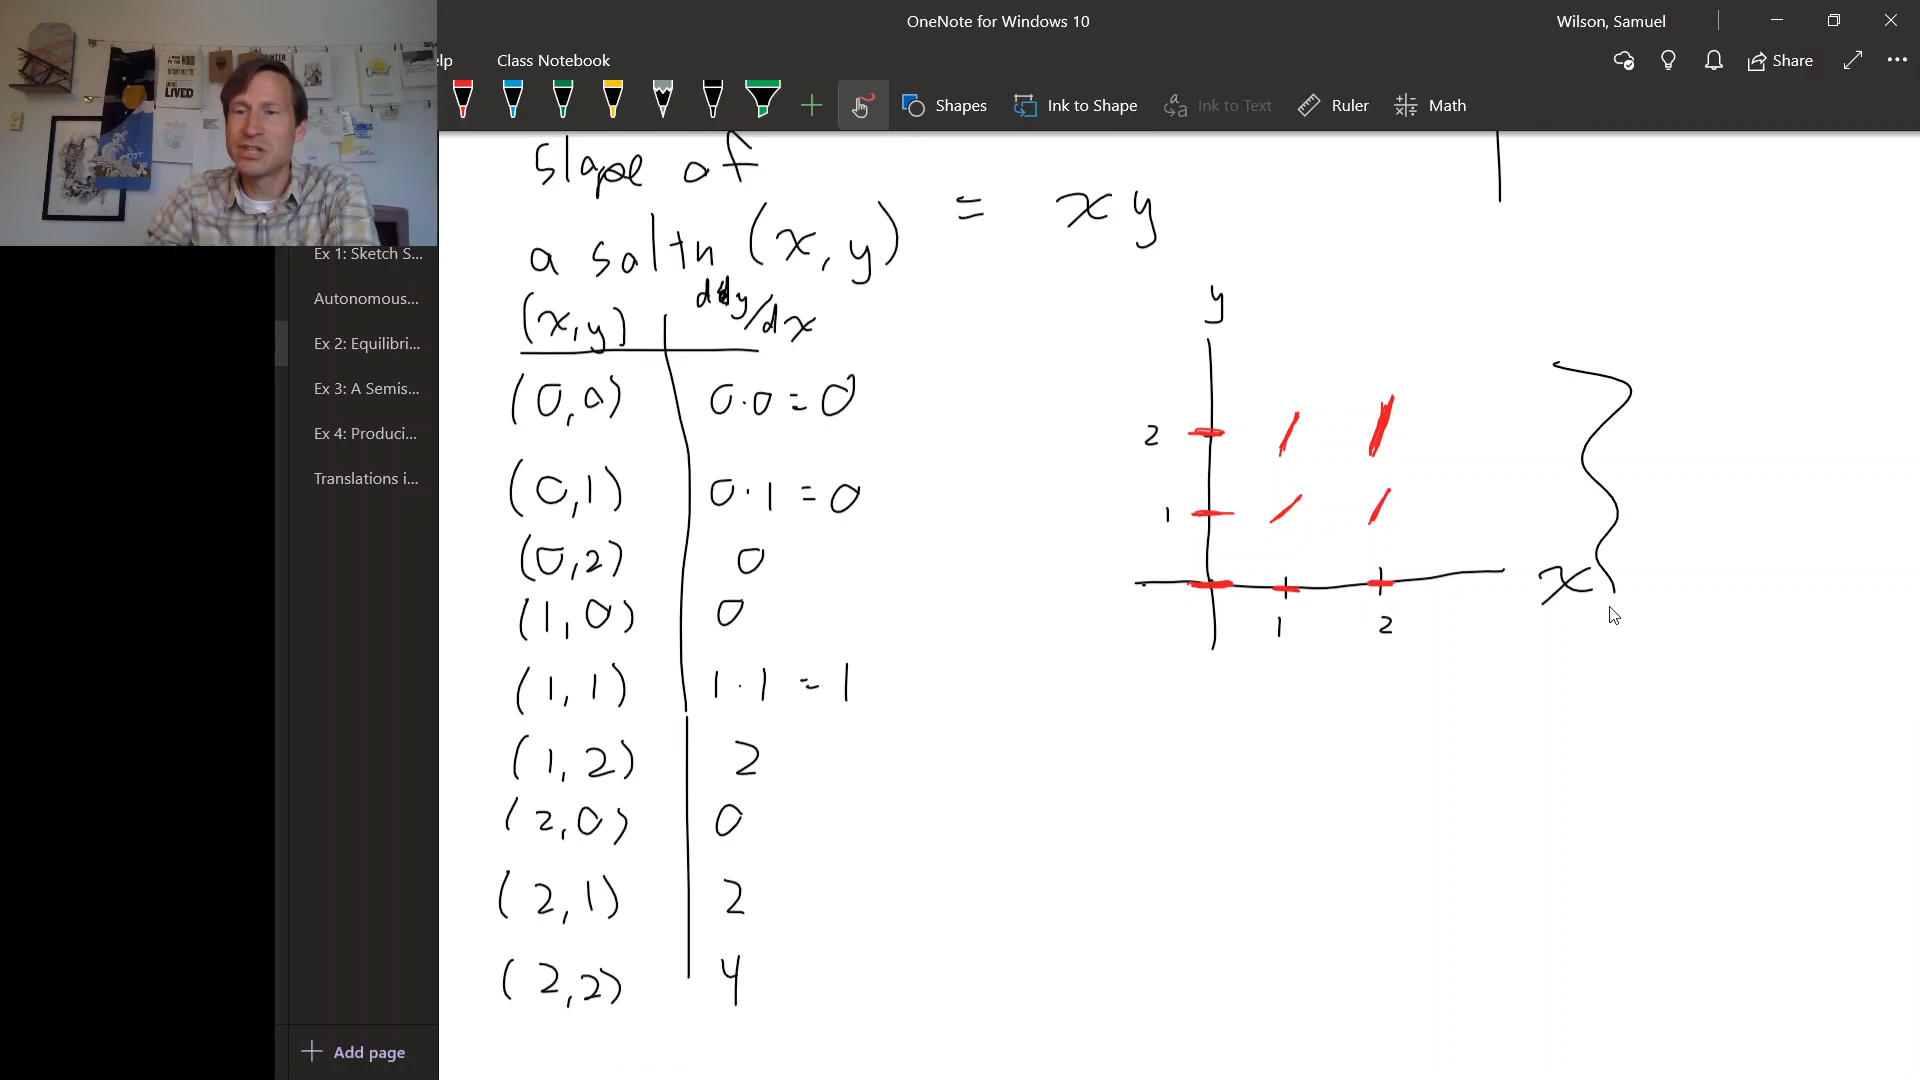 OneNote for Windows 10
Wilson, Samuel
elp
Class Notebook
Share
Shapes
Ink to Shape
Ink to Text
Ruler
Math
LIVED
Ex 1: Sketch S...
Autonomous...
Ex 2: Equilibri...
Ex 3: A Semis...
Ex 4: Produci...
Translations i...
Add page
Slope of
a soltn (x, y) = xy
(x, y) dy/dx
(0, 0) 0·0 = 0
(0, 1) 0·1 = 0
(0, 2) 0
(1, 0) 0
(1, 1) 1·1 = 1
(1, 2) 2
(2, 0) 0
(2, 1) 2
(2, 2) 4
y
2
1
x
1 2